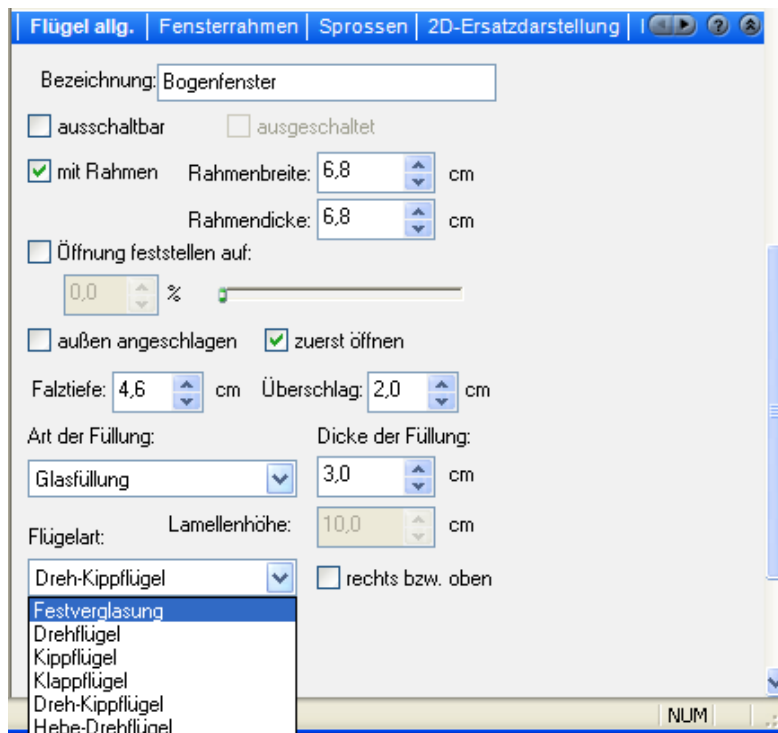 Flügel allg. Fensterrahmen Sprossen 2D-Ersatzdarstellung
Bezeichnung: Bogenfenster
ausschaltbar ausgeschaltet
mit Rahmen Rahmenbreite: 6,8 cm
Rahmendicke: 6,8 cm
Öffnung feststellen auf:
0,0 %
außen angeschlagen zuerst öffnen
Falztiefe: 4,6 cm Überschlag: 2,0 cm
Art der Füllung: Dicke der Füllung:
Glasfüllung 3,0 cm
Flügelart: Lamellenhöhe: 10,0 cm
Dreh-Kippflügel rechts bzw. oben
Festverglasung
Drehflügel
Kippflügel
Klappflügel
Dreh-Kippflügel
Hebe-Drehflügel
NUM